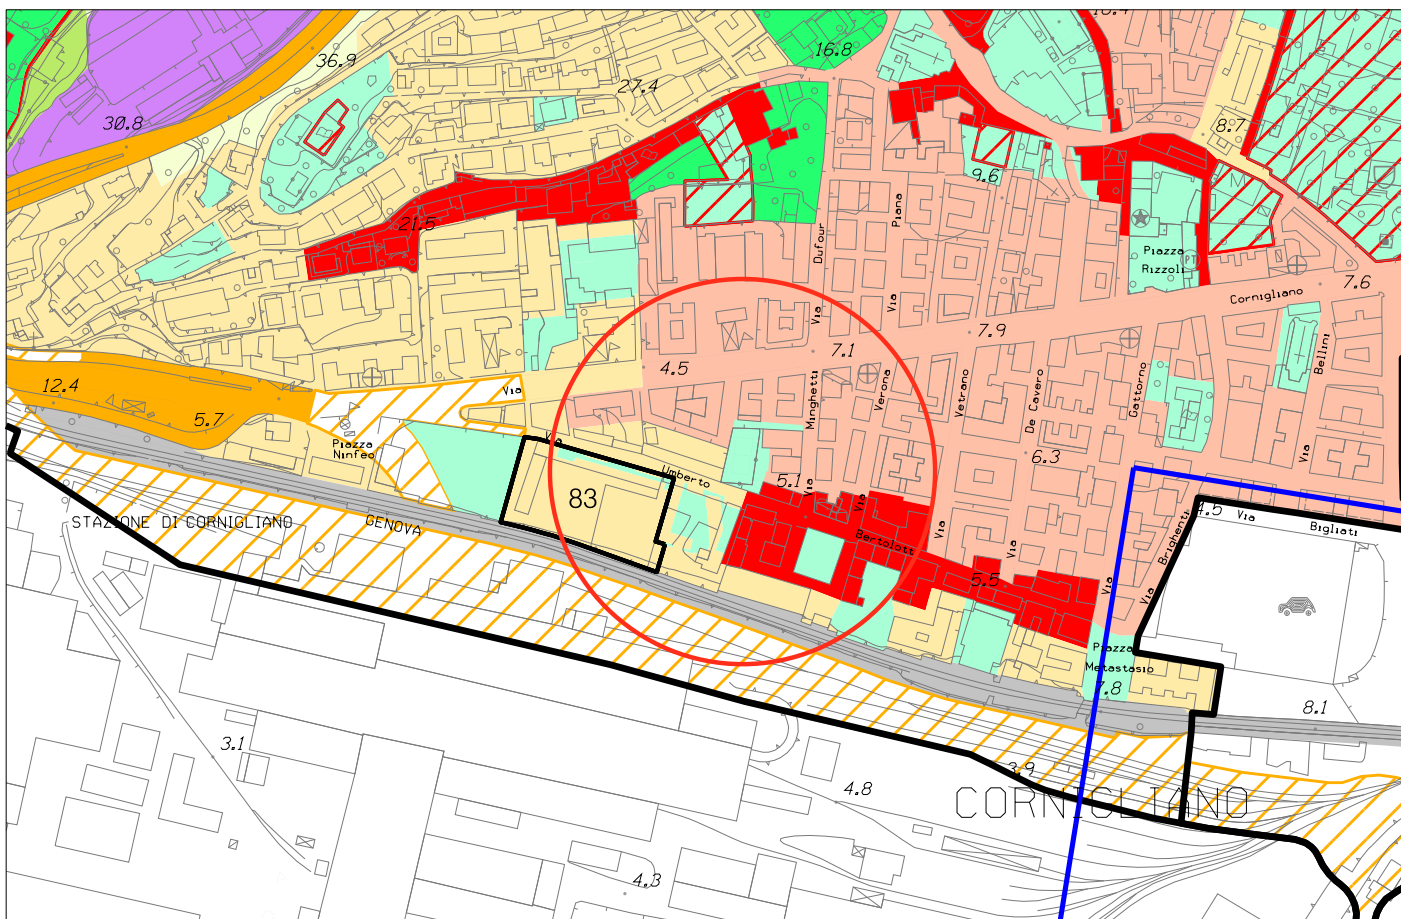 16.8
18.4
36.9
27.4
30.8
8.7
M
9.6
21.5
Piana
Dufour
Piazza
Rizzoli
PT
7.6
Cornigliano
Via
Via
7.9
7.1
4.5
Bellini
12.4
Via
Minghetti
Verona
Vetrano
De Cavero
Gattorno
5.7
Piazza
Ninfeo
Via
Umberto
83
5.1
Via
Via
6.3
Via
4.5
Via
Bigliati
STAZIONE DI CORNIGLIANO
GENOVA
Via
Bertolotti
Via
Brighenti
5.5
Via
Via
Piazza
Metastasio
7.8
8.1
3.1
3.9
4.8
CORNIGLIANO
4.3